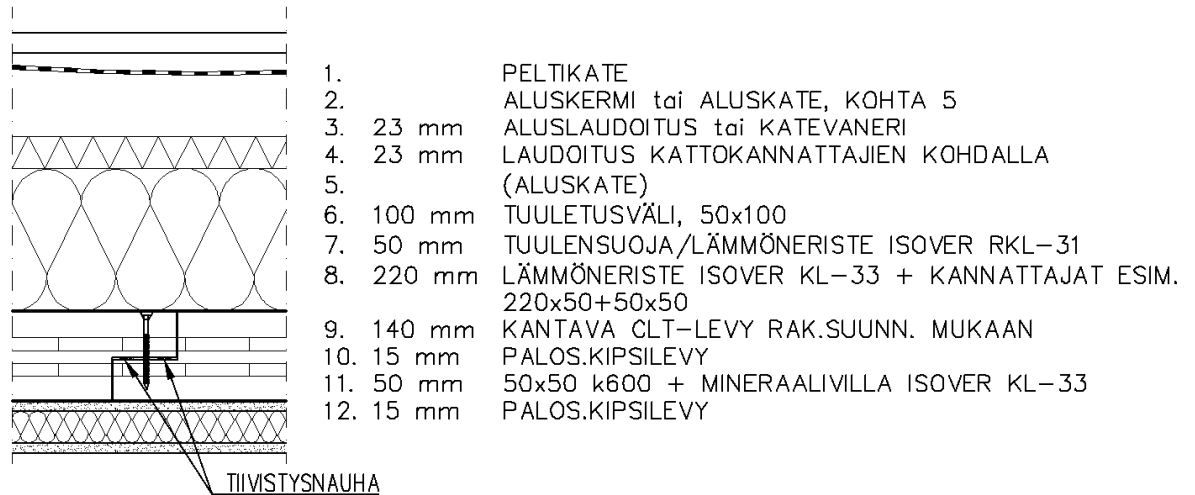 1. PELTIKATE
2. ALUSKERMI tai ALUSKATE, KOHTA 5
3. 23 mm ALUSLAUDOITUS tai KATEVANERI
4. 23 mm LAUDOITUS KATTOKANNATTAJIEN KOHDALLA
5. (ALUSKATE)
6. 100 mm TUULETUSVÄLI, 50x100
7. 50 mm TUULENSUOJA/LÄMMÖNERISTE ISOVER RKL-31
8. 220 mm LÄMMÖNERISTE ISOVER KL-33 + KANNATTAJAT ESIM.
220x50+50x50
9. 140 mm KANTAVA CLT-LEVY RAK.SUUNN. MUKAAN
10. 15 mm PALOS.KIPSILEVY
11. 50 mm 50x50 k600 + MINERAALIVILLA ISOVER KL-33
12. 15 mm PALOS.KIPSILEVY
TIIVISTYSNAUHA